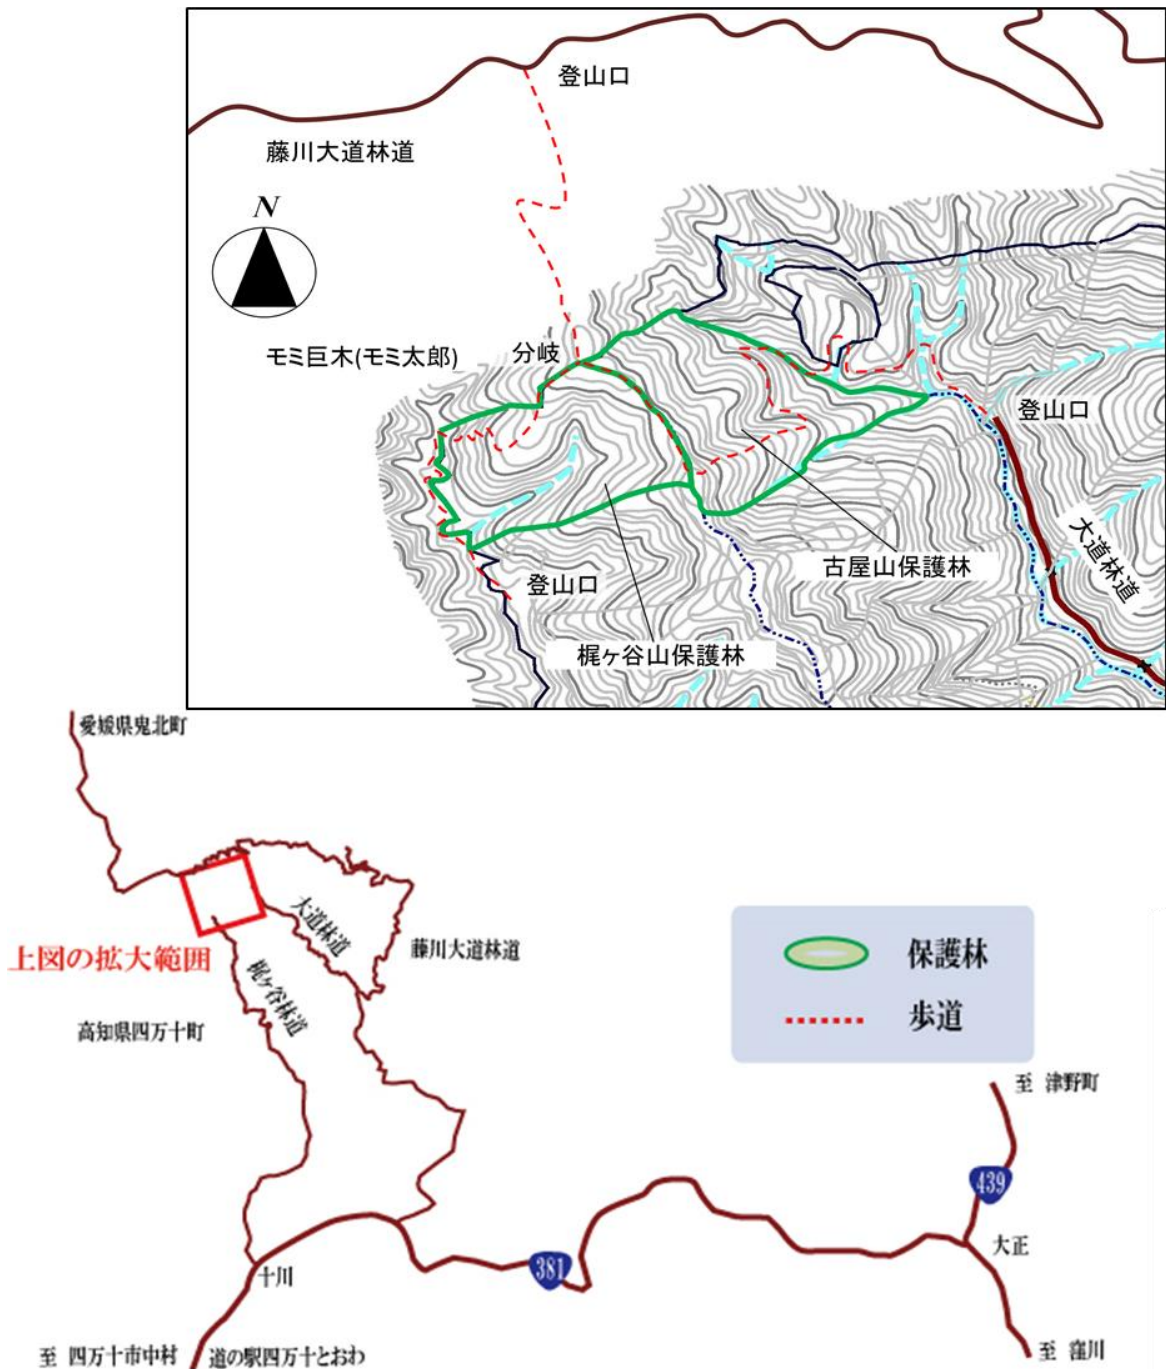 登山口
藤川大道林道
N
モミ巨木(モミ太郎)
分岐
登山口
大道林道
古屋山保護林
登山口
梶ヶ谷山保護林
愛媛県鬼北町
大道林道
藤川大道林道
上図の拡大範囲
梶ヶ谷林道
高知県四万十町
保護林
歩道
至 津野町
439
大正
381
十川
至 四万十市中村
道の駅四万十とおわ
至 窪川